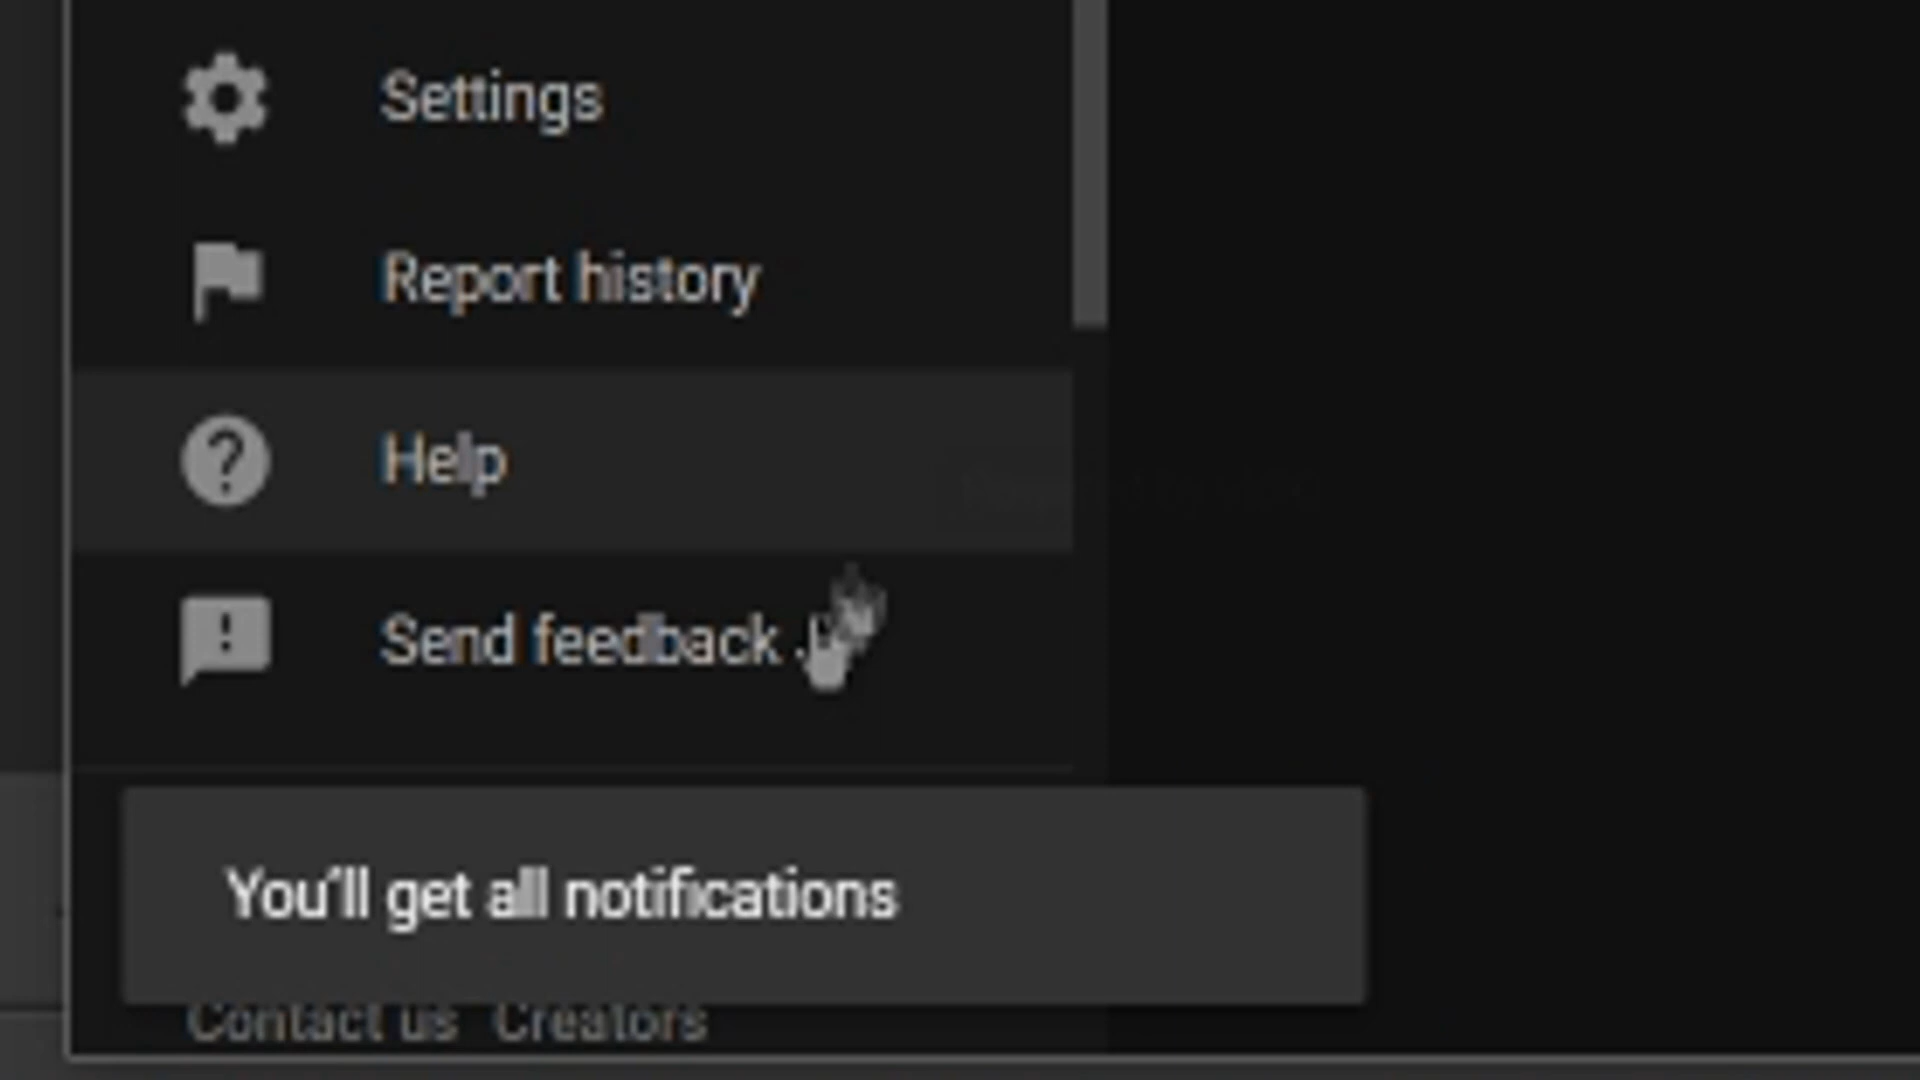 Settings
Report history
Help
Send feedback
You'll get all notifications
Contact us Creators